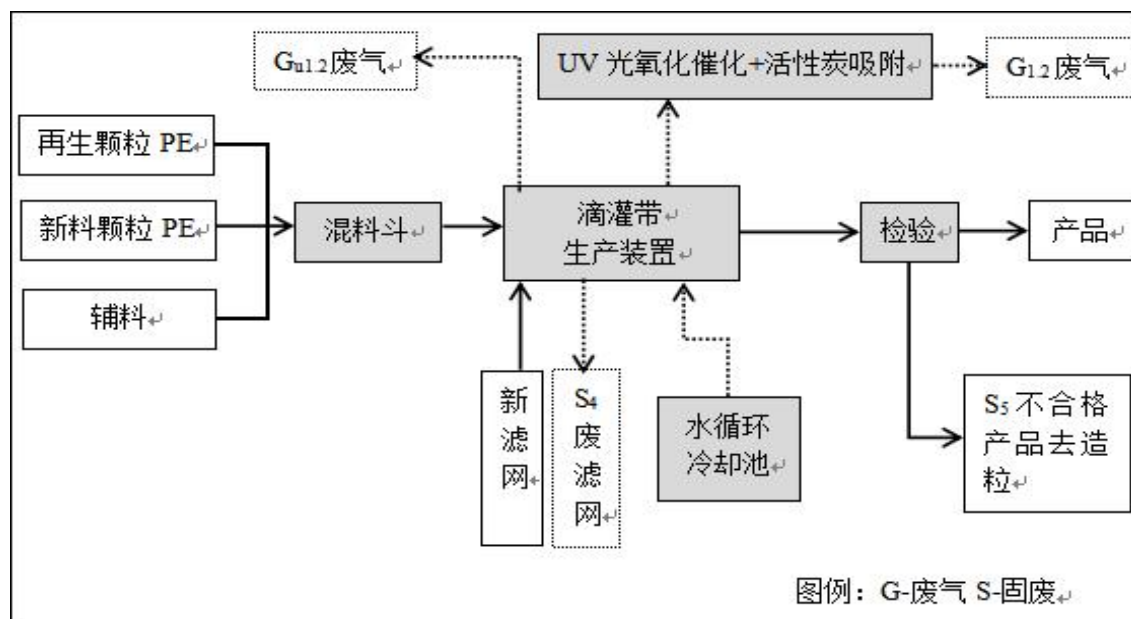 Gu1.2废气↵
UV 光氧化催化+活性炭吸附↵
G1.2废气↵
再生颗粒 PE↵
新料颗粒 PE↵
辅料↵
混料斗↵
滴灌带
生产装置↵
检验↵
产品↵
新
滤
网↵
S4
废
滤
网↵
水循环
冷却池↵
S5不合格
产品去造
粒↵
图例：G-废气 S-固废↵